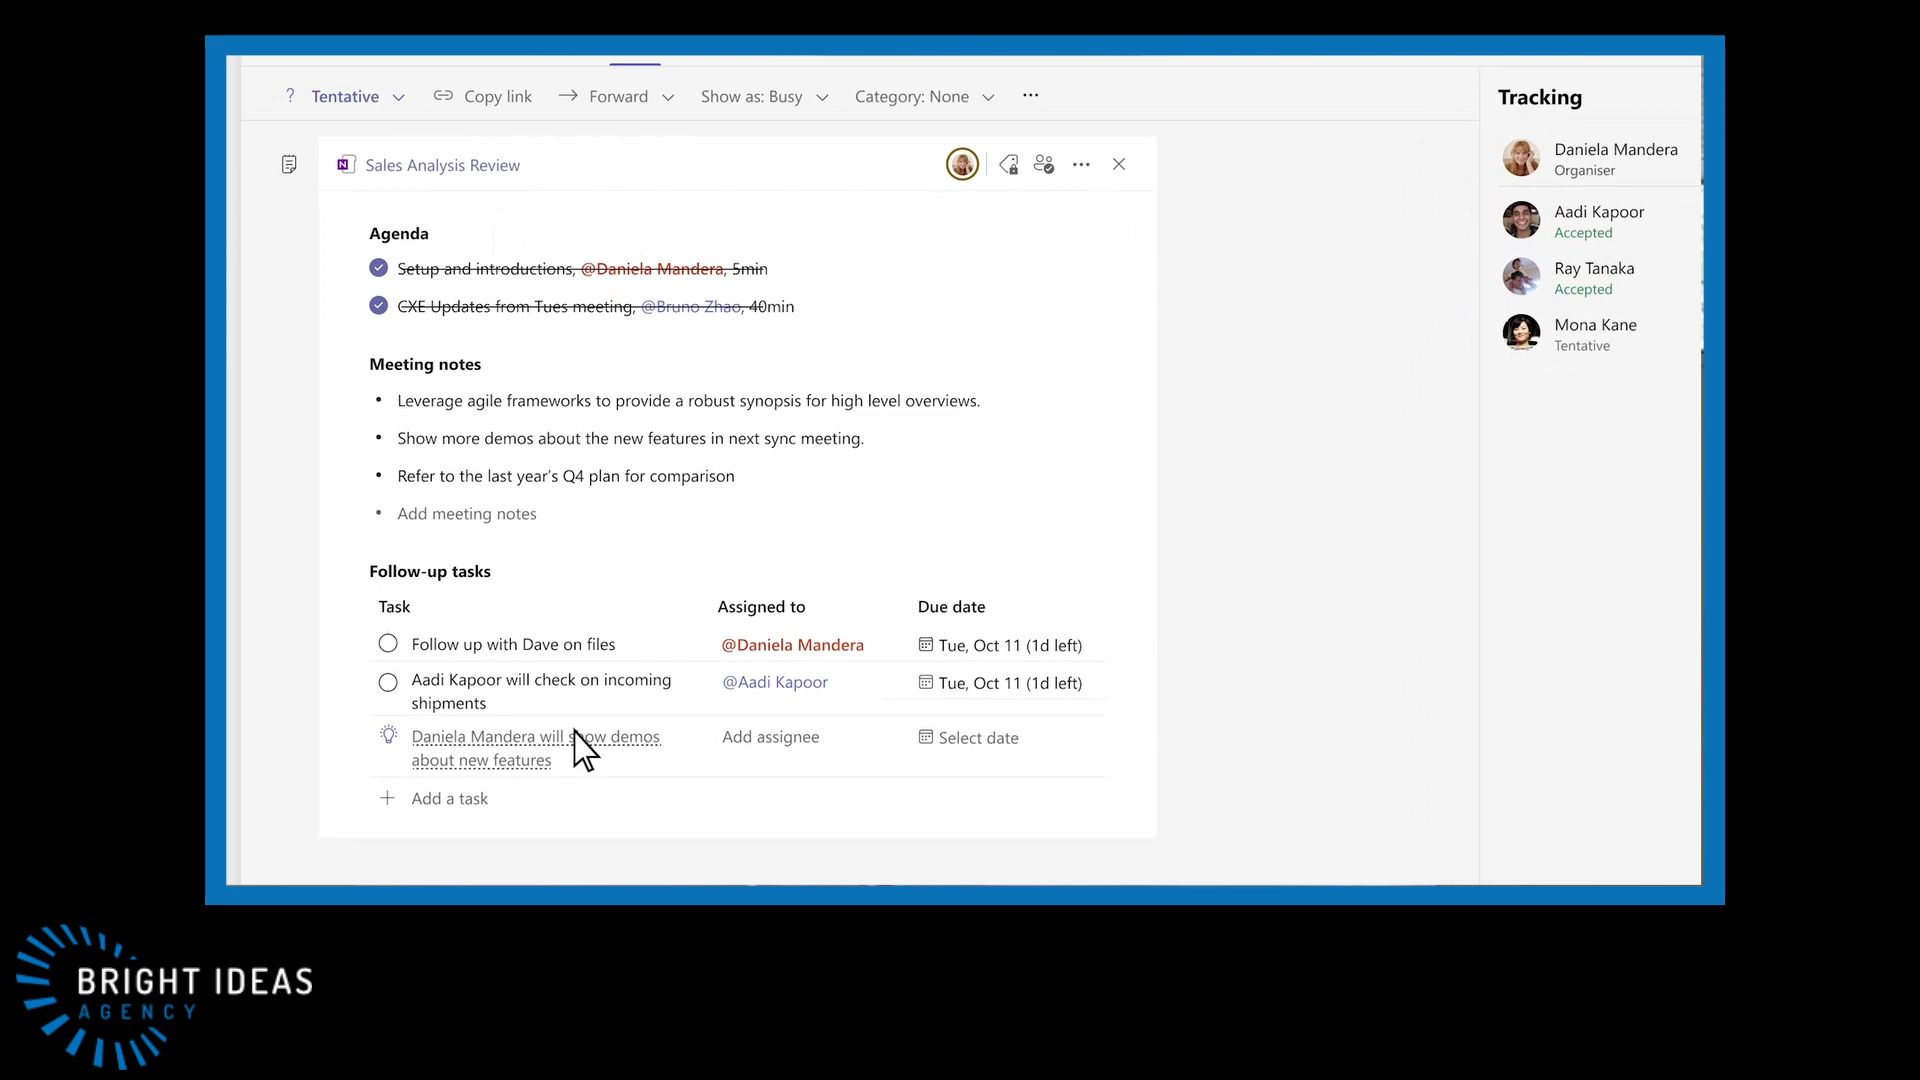 ? Tentative Copy link Forward Show as: Busy Category: None ...
Tracking
Sales Analysis Review
Daniela Mandera
Organiser
Aadi Kapoor
Accepted
Ray Tanaka
Accepted
Mona Kane
Tentative
Agenda
Setup and introductions, @Daniela Mandera, 5min
CXE Updates from Tues meeting, @Bruno Zhao, 40min
Meeting notes
• Leverage agile frameworks to provide a robust synopsis for high level overviews.
• Show more demos about the new features in next sync meeting.
• Refer to the last year’s Q4 plan for comparison
• Add meeting notes
Follow-up tasks
Task Assigned to Due date
Follow up with Dave on files @Daniela Mandera Tue, Oct 11 (1d left)
Aadi Kapoor will check on incoming @Aadi Kapoor Tue, Oct 11 (1d left)
shipments
Daniela Mandera will show demos Add assignee Select date
about new features
+ Add a task
BRIGHT IDEAS
AGENCY